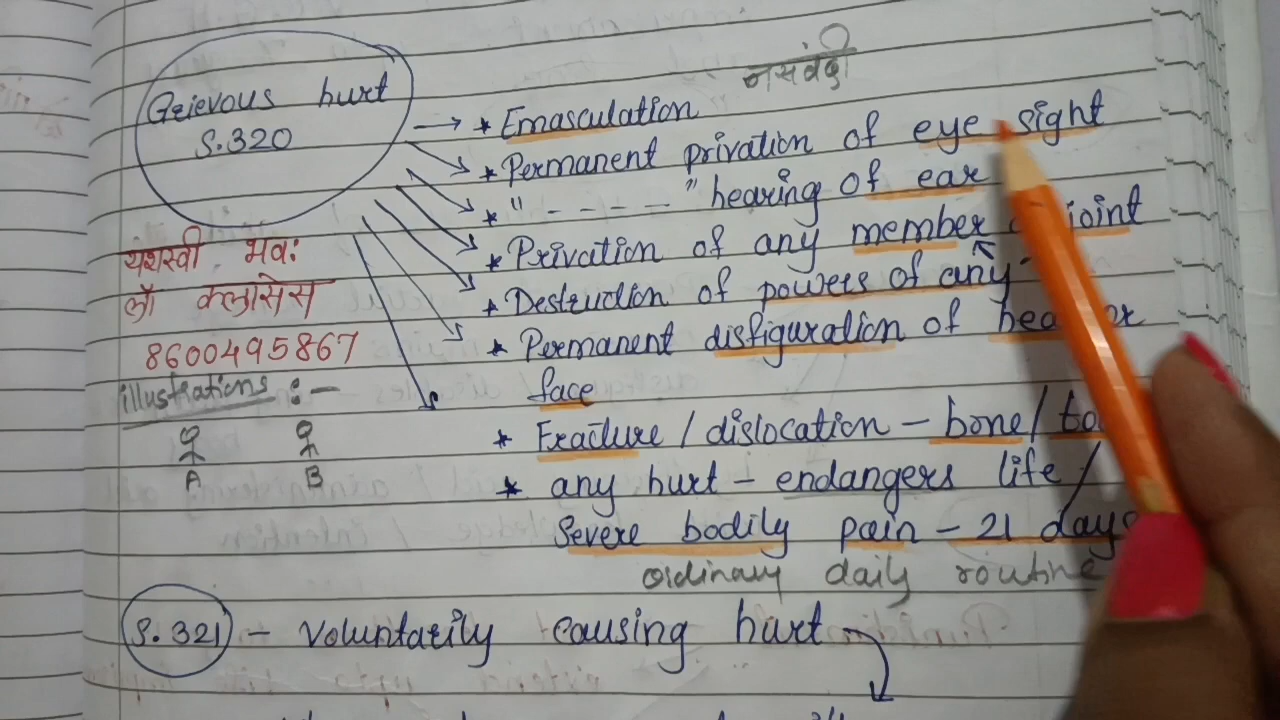 नसबंदी
Grievous hurt
S.320
→ * Emasculation
* Permanent privation of eye sight
* " - - - - - " hearing of ear
* Privation of any member joint
* Destruction of powers of any
* Permanent disfiguration of
face
* Fracture / dislocation - bone /
* any hurt - endangers life /
Severe bodily pain - 21 days
ordinary daily routine
यशस्वी भव:
लॉ क्लासेस
8600495867
illustrations :-
A B
S. 321 - Voluntarily causing hurt